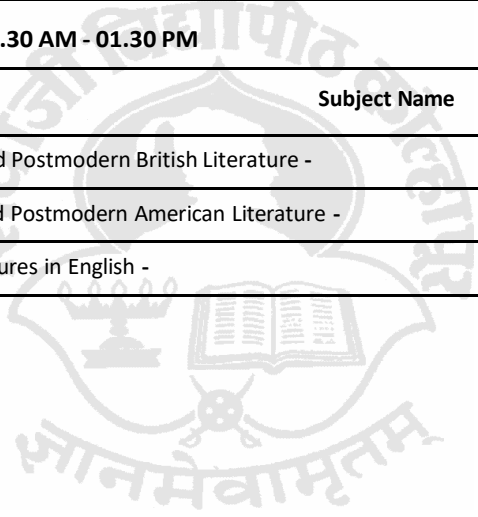 .30 AM - 01.30 PM
Subject Name
d Postmodern British Literature -
d Postmodern American Literature -
ures in English -
विद्यापीठ
ज्ञानमेवामृतम्